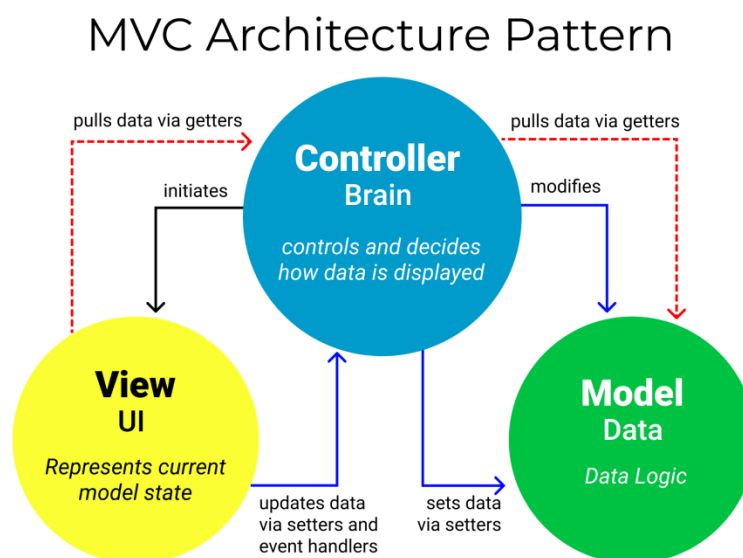 MVC Architecture Pattern
pulls data via getters
pulls data via getters
Controller
Brain
initiates
modifies
controls and decides
how data is displayed
View
UI
Represents current
model state
Model
Data
Data Logic
updates data
via setters and
event handlers
sets data
via setters